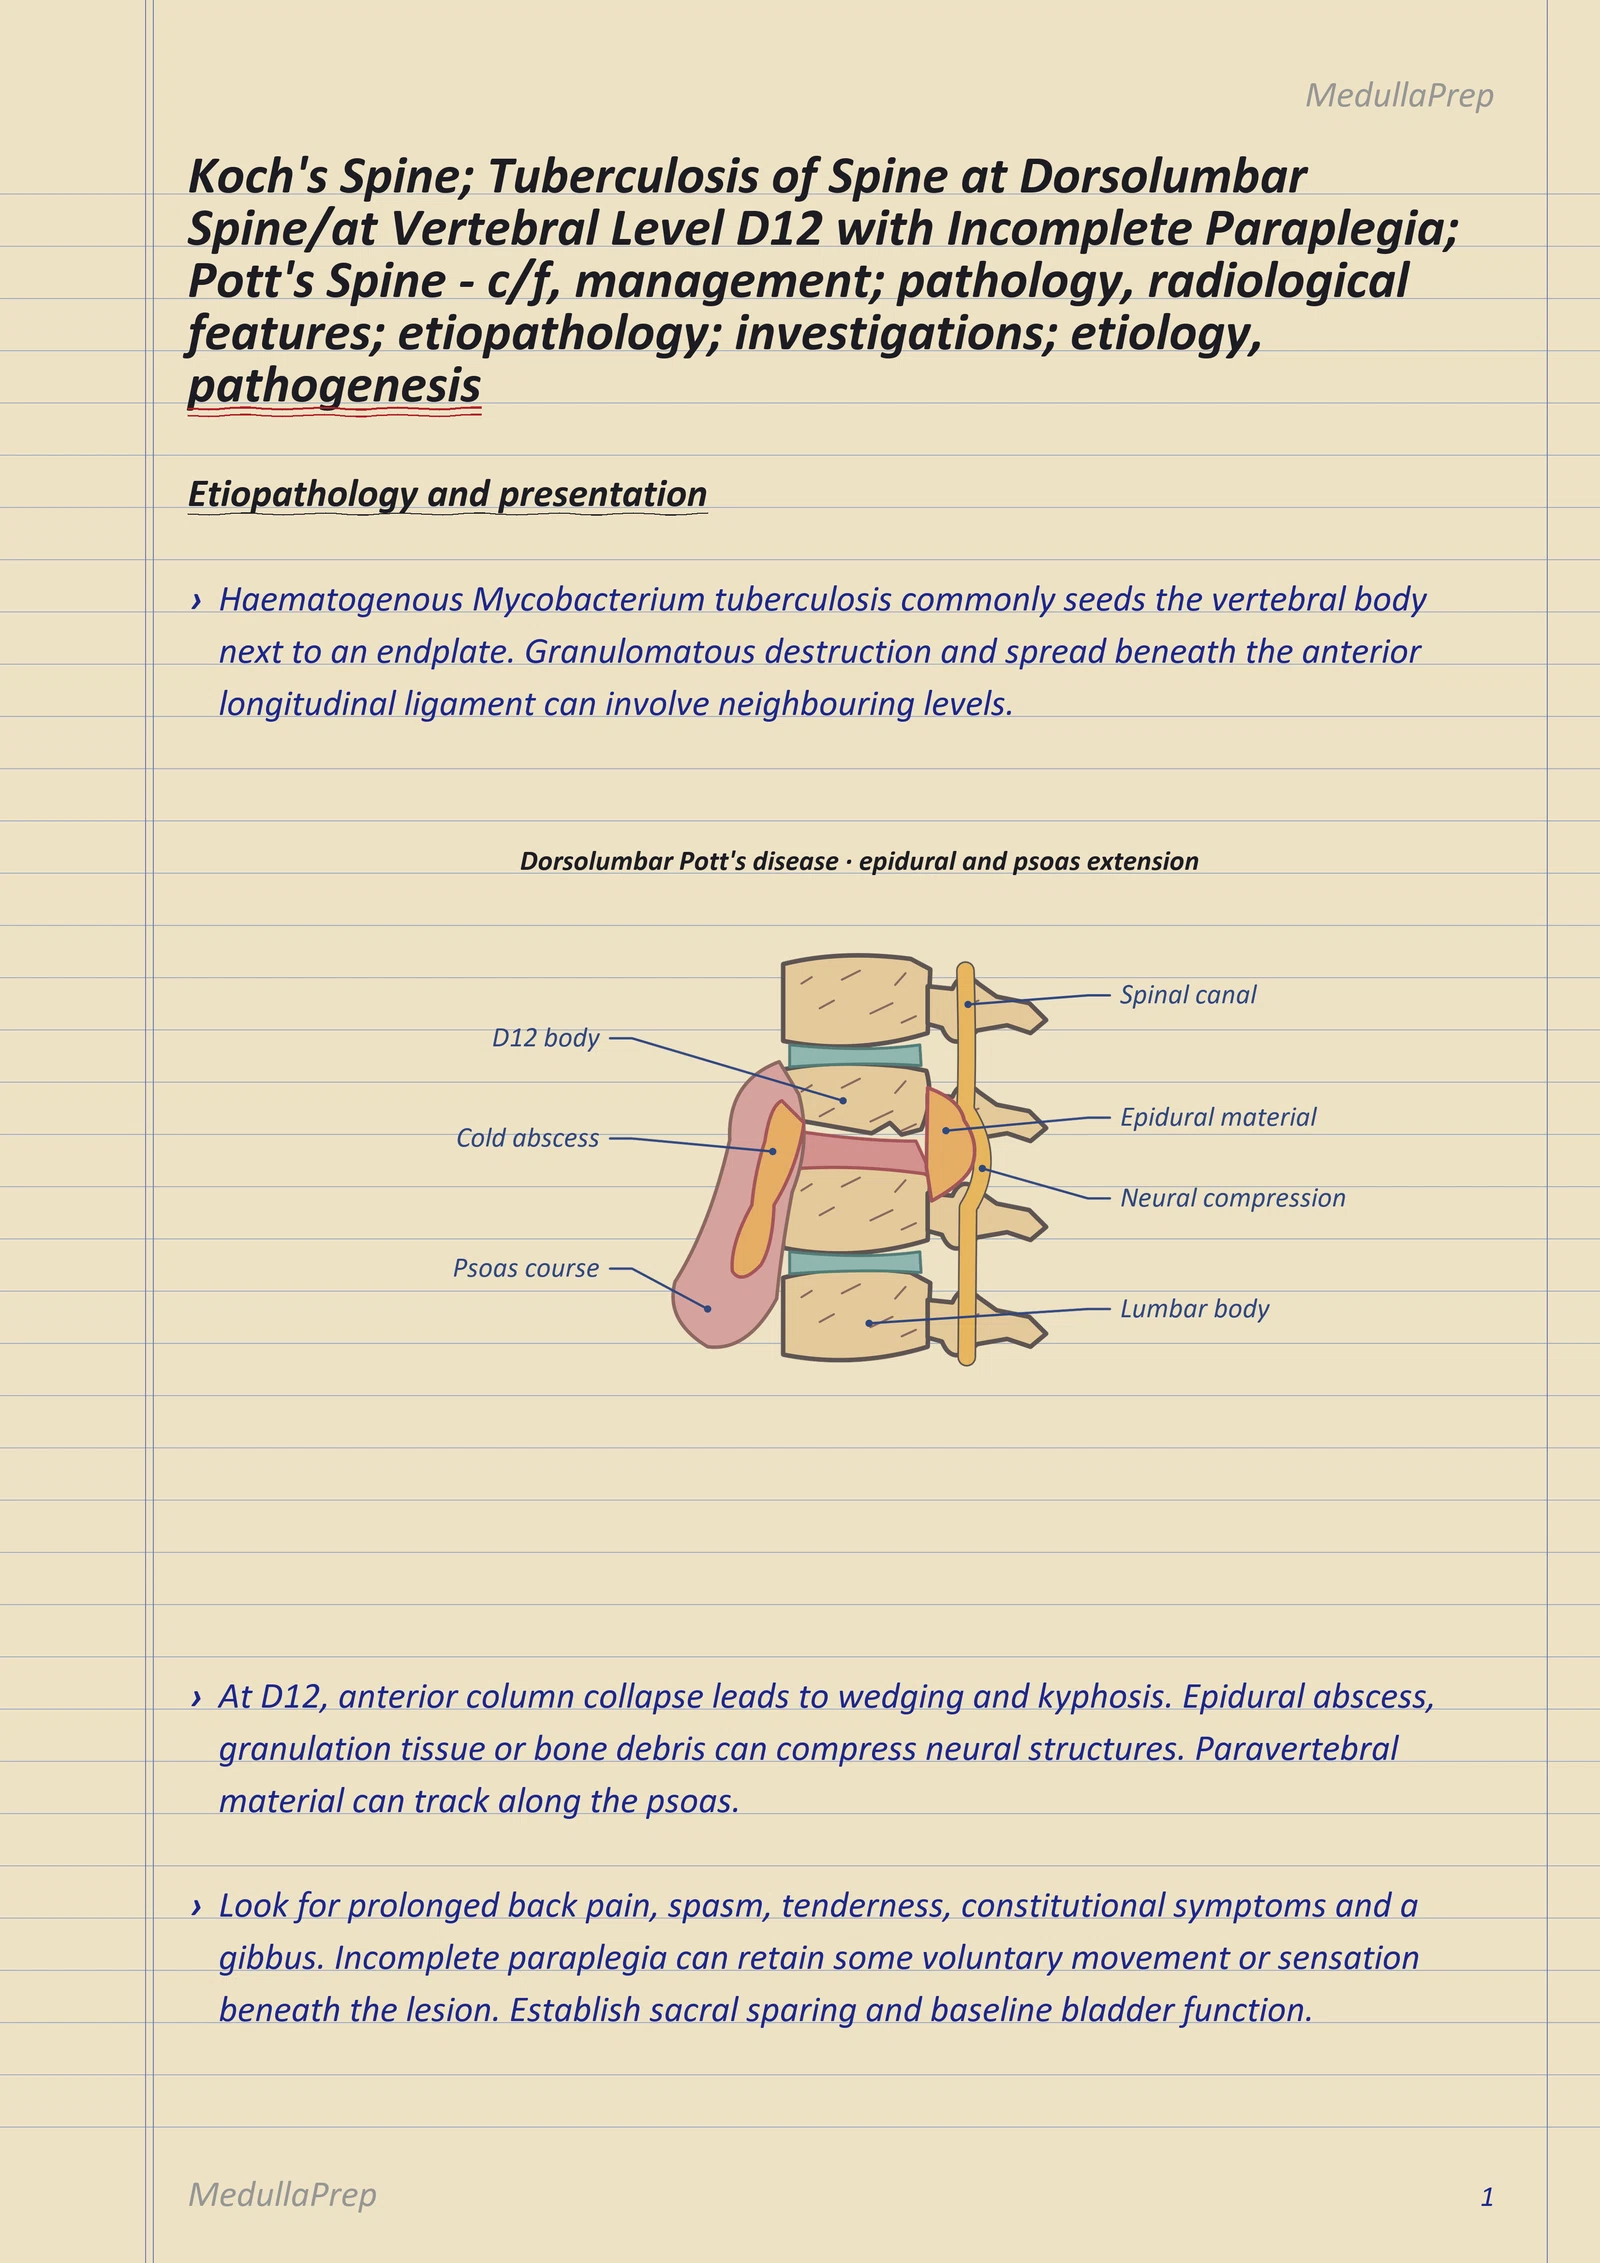 MedullaPrep
Koch's Spine; Tuberculosis of Spine at Dorsolumbar
Spine/at Vertebral Level D12 with Incomplete Paraplegia;
Pott's Spine - c/f, management; pathology, radiological
features; etiopathology; investigations; etiology,
pathogenesis
Etiopathology and presentation
› Haematogenous Mycobacterium tuberculosis commonly seeds the vertebral body
next to an endplate. Granulomatous destruction and spread beneath the anterior
longitudinal ligament can involve neighbouring levels.
Dorsolumbar Pott's disease · epidural and psoas extension
Spinal canal
D12 body
Epidural material
Cold abscess
Neural compression
Psoas course
Lumbar body
› At D12, anterior column collapse leads to wedging and kyphosis. Epidural abscess,
granulation tissue or bone debris can compress neural structures. Paravertebral
material can track along the psoas.
› Look for prolonged back pain, spasm, tenderness, constitutional symptoms and a
gibbus. Incomplete paraplegia can retain some voluntary movement or sensation
beneath the lesion. Establish sacral sparing and baseline bladder function.
MedullaPrep
1